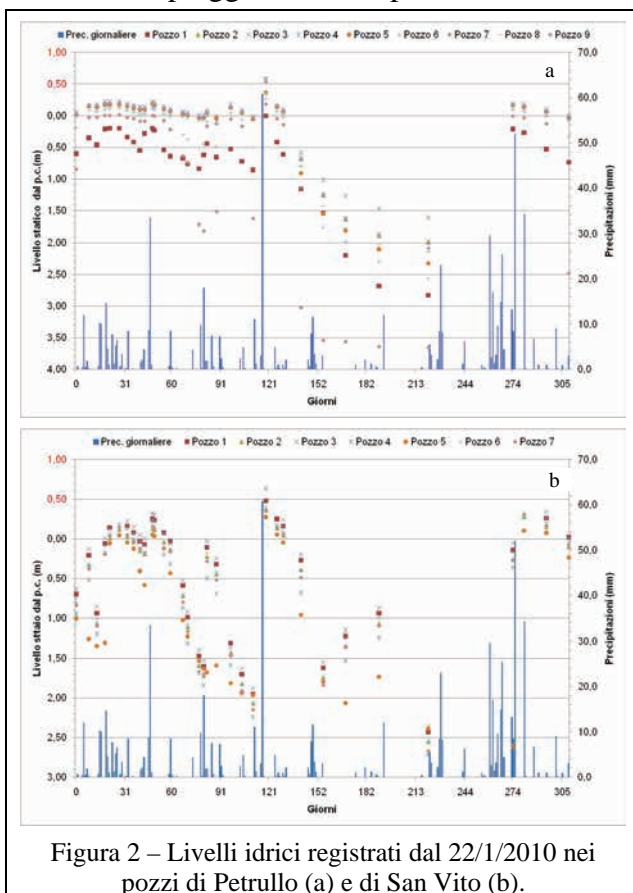 Prec. giornaliere Pozzo 1 Pozzo 2 Pozzo 3 Pozzo 4 Pozzo 5 Pozzo 6 Pozzo 7 Pozzo 8 Pozzo 9
a
1,00
0,50
0,00
0,50
1,00
1,50
2,00
2,50
3,00
3,50
4,00
Livello statico dal p.c. (m)
70,0
60,0
50,0
40,0
30,0
20,0
10,0
0,0
Precipitazioni (mm)
0 31 60 91 121 152 182 213 244 274 305
Giorni
Prec. giornaliere Pozzo 1 Pozzo 2 Pozzo 3 Pozzo 4 Pozzo 5 Pozzo 6 Pozzo 7
b
1,00
0,50
0,00
0,50
1,00
1,50
2,00
2,50
3,00
Livello sttaio dal p.c. (m)
70,0
60,0
50,0
40,0
30,0
20,0
10,0
0,0
Precipitazioni (mm)
0 31 60 91 121 152 182 213 244 274 305
Giorni
Figura 2 – Livelli idrici registrati dal 22/1/2010 nei
pozzi di Petrullo (a) e di San Vito (b).